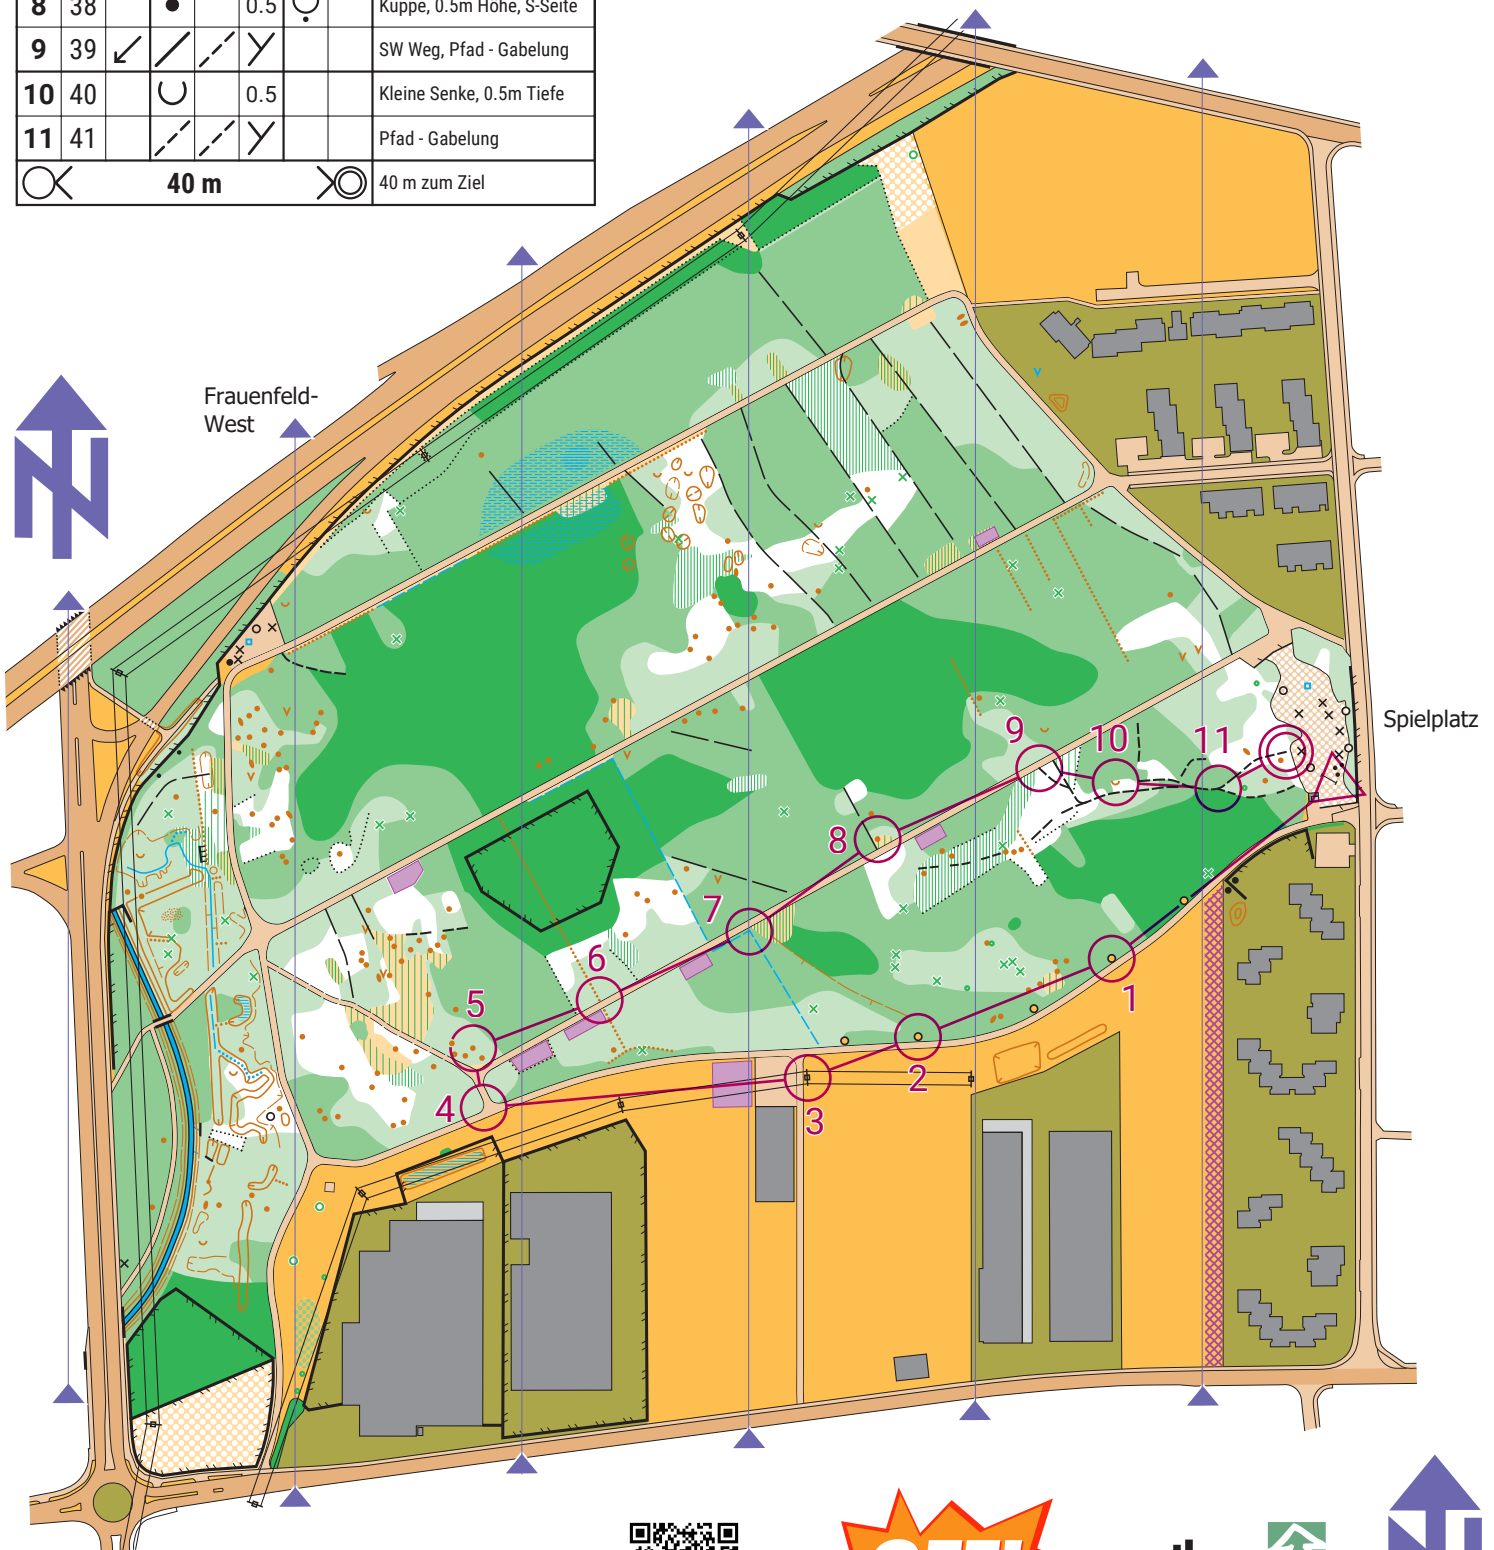 8 38 0.5 Kuppe, 0.5m Höhe, S-Seite
9 39 SW Weg, Pfad - Gabelung
10 40 0.5 Kleine Senke, 0.5m Tiefe
11 41 Pfad - Gabelung
40 m 40 m zum Ziel
Frauenfeld-
West
Spielplatz
9
10
11
8
7
6
5
1
4
2
3